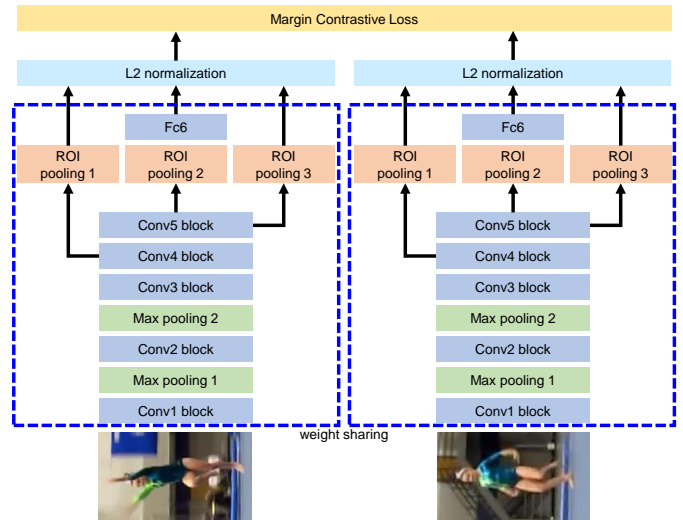 Margin Contrastive Loss
L2 normalization
L2 normalization
Fc6
Fc6
ROI
pooling 1
ROI
pooling 2
ROI
pooling 3
ROI
pooling 1
ROI
pooling 2
ROI
pooling 3
Conv5 block
Conv5 block
Conv4 block
Conv4 block
Conv3 block
Conv3 block
Max pooling 2
Max pooling 2
Conv2 block
Conv2 block
Max pooling 1
Max pooling 1
Conv1 block
Conv1 block
weight sharing